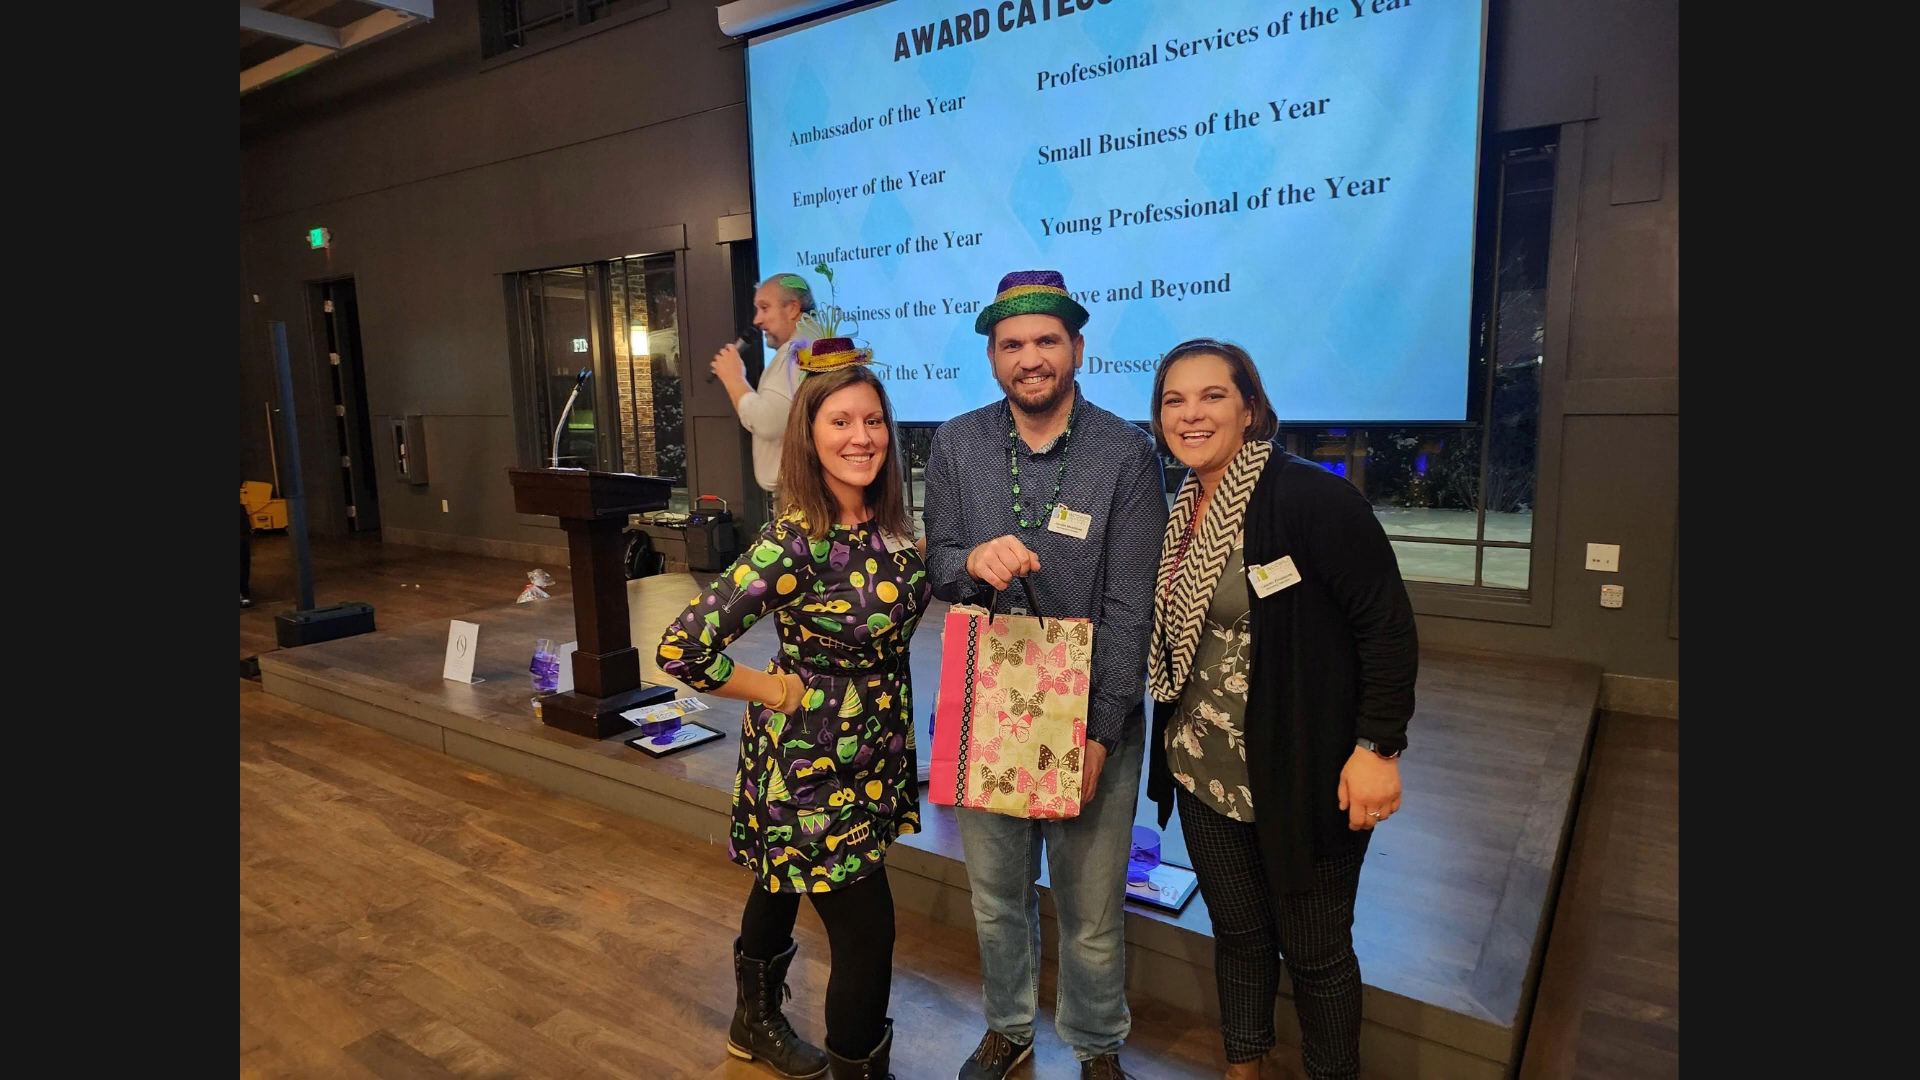 AWARD
Ambassador of the Year
Employer of the Year
Manufacturer of the Year
Business of the Year
of the Year
Professional Services of the Year
Small Business of the Year
Young Professional of the Year
and Beyond
Dressed